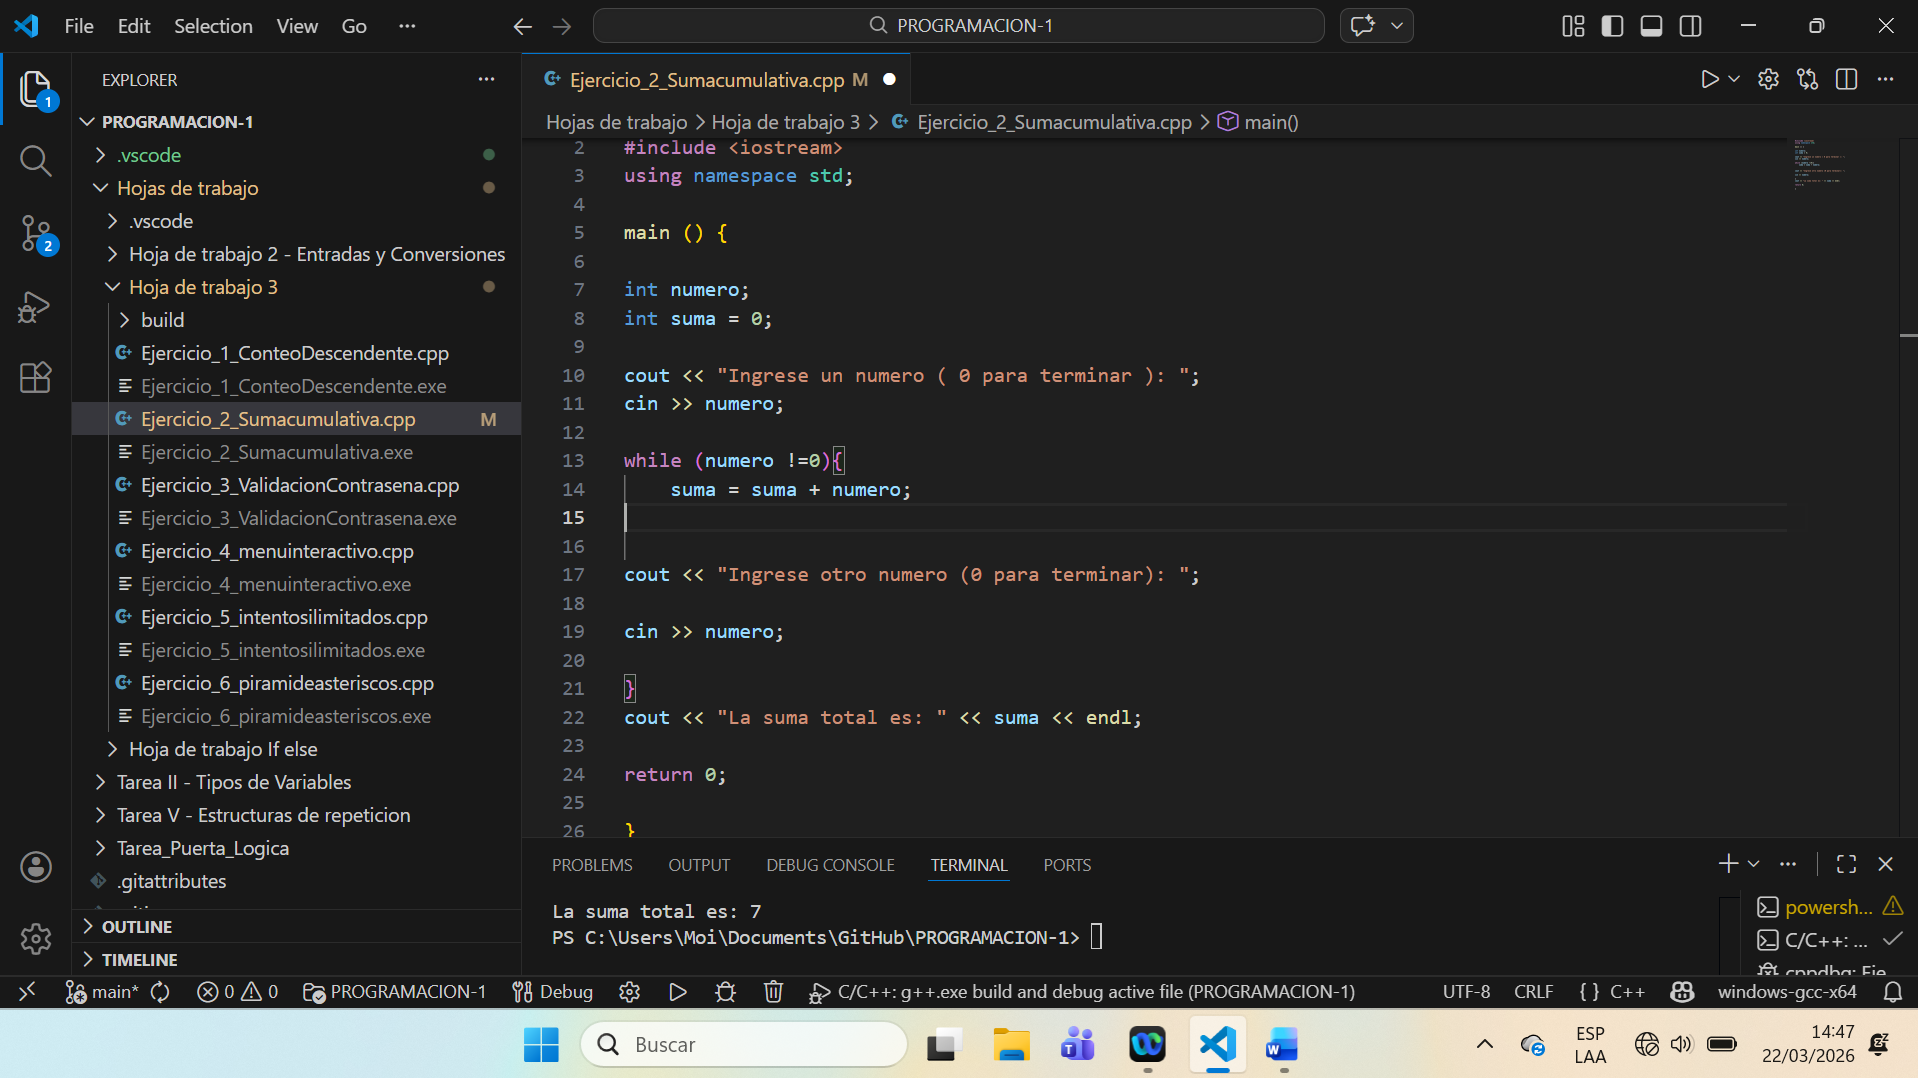 File Edit Selection View Go ···
PROGRAMACION-1
EXPLORER
PROGRAMACION-1
.vscode
Hojas de trabajo
.vscode
Hoja de trabajo 2 - Entradas y Conversiones
Hoja de trabajo 3
build
Ejercicio_1_ConteoDescendente.cpp
Ejercicio_1_ConteoDescendente.exe
Ejercicio_2_Sumacumulativa.cpp M
Ejercicio_2_Sumacumulativa.exe
Ejercicio_3_ValidacionContrasena.cpp
Ejercicio_3_ValidacionContrasena.exe
Ejercicio_4_menuinteractivo.cpp
Ejercicio_4_menuinteractivo.exe
Ejercicio_5_intentosilimitados.cpp
Ejercicio_5_intentosilimitados.exe
Ejercicio_6_piramideasteriscos.cpp
Ejercicio_6_piramideasteriscos.exe
Hoja de trabajo If else
Tarea II - Tipos de Variables
Tarea V - Estructuras de repeticion
Tarea_Puerta_Logica
.gitattributes
OUTLINE
TIMELINE
1
2
Ejercicio_2_Sumacumulativa.cpp M
Hojas de trabajo > Hoja de trabajo 3 > Ejercicio_2_Sumacumulativa.cpp > main()
2 #include <iostream>
3 using namespace std;
4
5 main () {
6
7 int numero;
8 int suma = 0;
9
10 cout << "Ingrese un numero ( 0 para terminar ): ";
11 cin >> numero;
12
13 while (numero !=0){
14 suma = suma + numero;
15
16
17 cout << "Ingrese otro numero (0 para terminar): ";
18
19 cin >> numero;
20
21 }
22 cout << "La suma total es: " << suma << endl;
23
24 return 0;
25
26 }
PROBLEMS OUTPUT DEBUG CONSOLE TERMINAL PORTS
La suma total es: 7
PS C:\Users\Moi\Documents\GitHub\PROGRAMACION-1>
powersh...
C/C++: ...
cppdbg: Eje
main* 0 0 PROGRAMACION-1 Debug C/C++: g++.exe build and debug active file (PROGRAMACION-1) UTF-8 CRLF {} C++ windows-gcc-x64
Buscar
ESP
LAA
14:47
22/03/2026